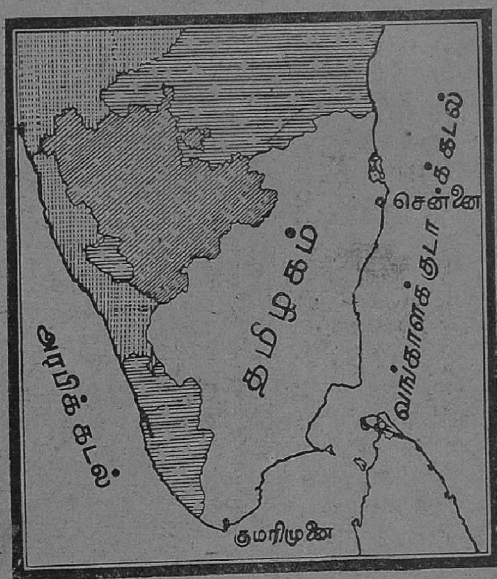 சென்னை
வங்காளக்குடாக்கடல்
தமிழகம்
அரபிக்கடல்
குமரிமுனை